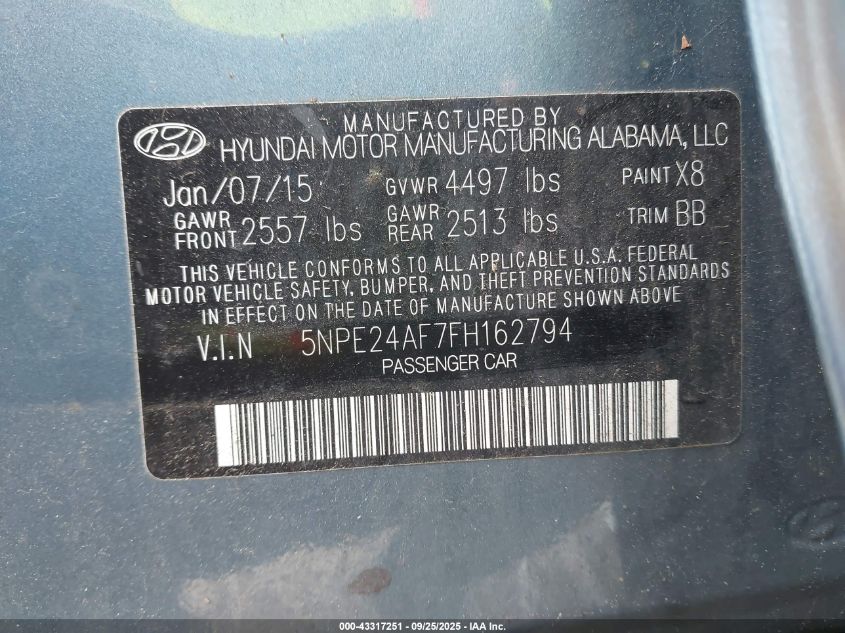 MANUFACTURED BY
HYUNDAI MOTOR MANUFACTURING ALABAMA, LLC
Jan/07/15 GVWR 4497 lbs PAINT X8
GAWR FRONT 2557 lbs GAWR REAR 2513 lbs TRIM BB
THIS VEHICLE CONFORMS TO ALL APPLICABLE U.S.A. FEDERAL
MOTOR VEHICLE SAFETY, BUMPER, AND THEFT PREVENTION STANDARDS
IN EFFECT ON THE DATE OF MANUFACTURE SHOWN ABOVE
V.I.N 5NPE24AF7FH162794
PASSENGER CAR
000-43317251 - 09/25/2025 - www.iaai.com